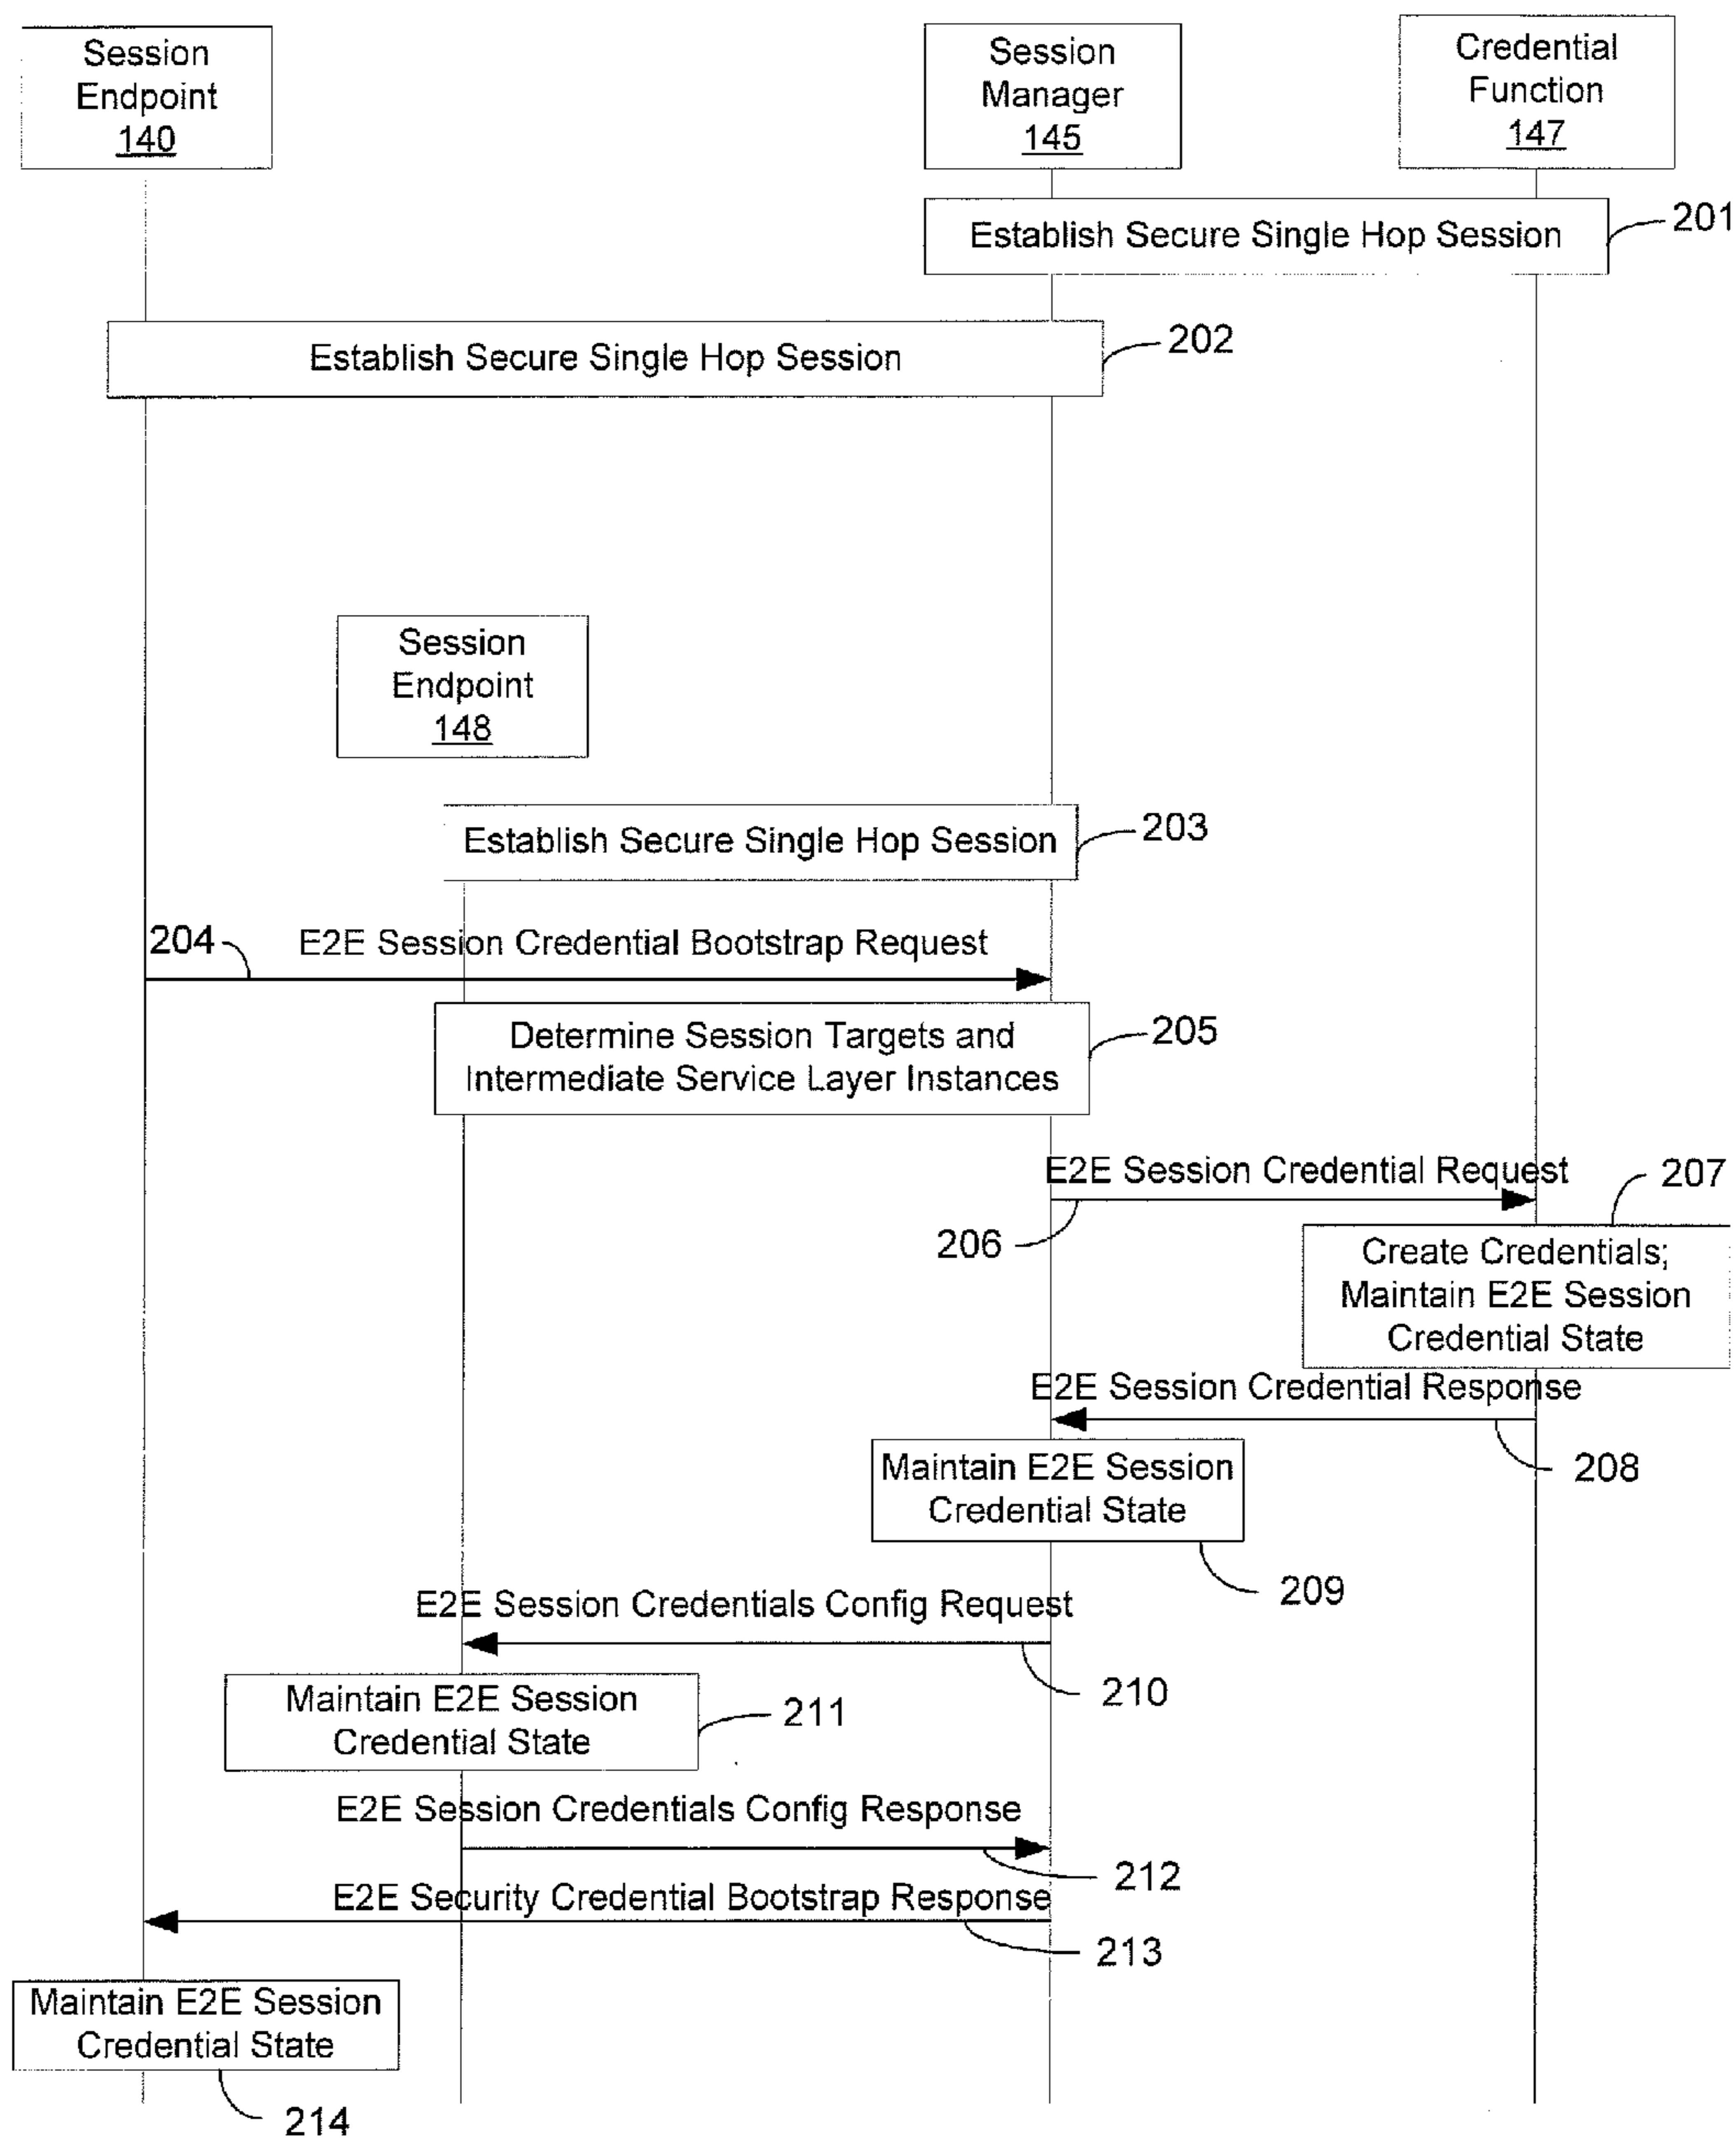 Session
Endpoint
140
Session
Manager
145
Credential
Function
147
Establish Secure Single Hop Session
201
Establish Secure Single Hop Session
202
Session
Endpoint
148
Establish Secure Single Hop Session
203
204
E2E Session Credential Bootstrap Request
Determine Session Targets and
Intermediate Service Layer Instances
205
E2E Session Credential Request
206
207
Create Credentials;
Maintain E2E Session
Credential State
E2E Session Credential Response
208
Maintain E2E Session
Credential State
209
E2E Session Credentials Config Request
210
Maintain E2E Session
Credential State
211
E2E Session Credentials Config Response
212
E2E Security Credential Bootstrap Response
213
Maintain E2E Session
Credential State
214